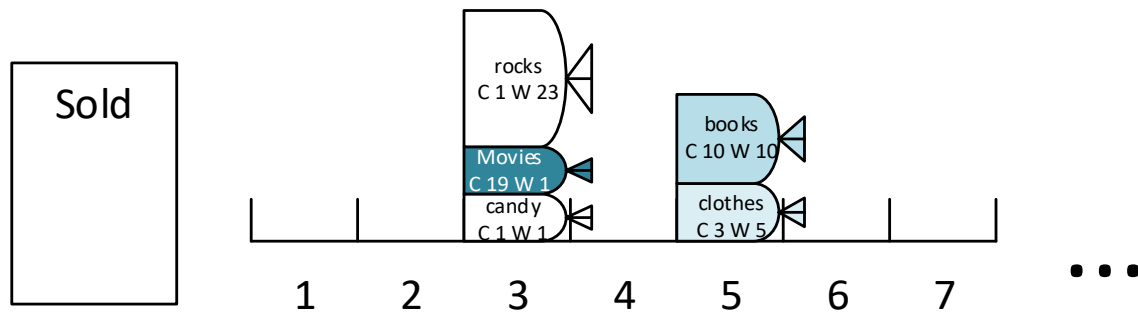 Sold
rocks
C 1 W 23
Movies
C 19 W 1
candy
C 1 W 1
books
C 10 W 10
clothes
C 3 W 5
1 2 3 4 5 6 7 ...